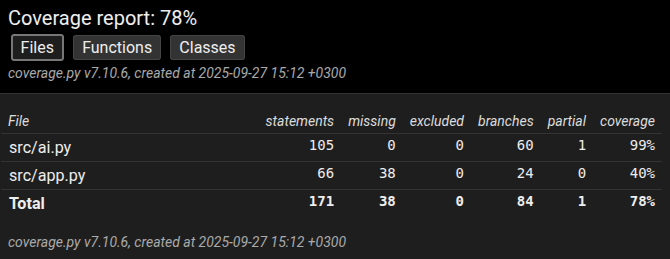 Coverage report: 78%
Files Functions Classes
coverage.py v7.10.6, created at 2025-09-27 15:12 +0300
File statements missing excluded branches partial coverage
src/ai.py 105 0 0 60 1 99%
src/app.py 66 38 0 24 0 40%
Total 171 38 0 84 1 78%
coverage.py v7.10.6, created at 2025-09-27 15:12 +0300